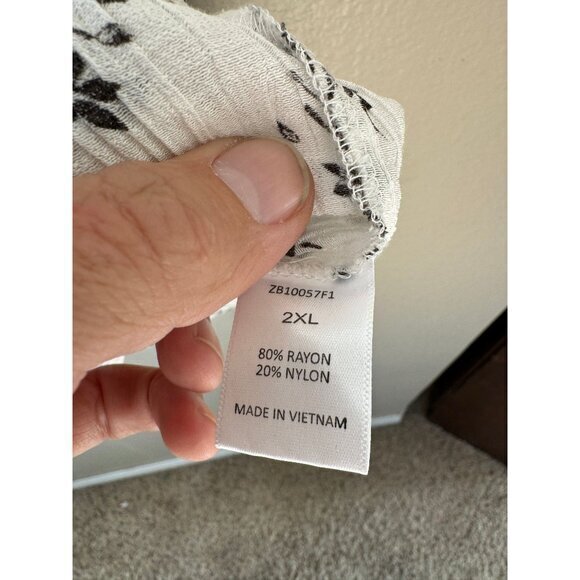 ZB10057F1
2XL
80% RAYON
20% NYLON
MADE IN VIETNAM